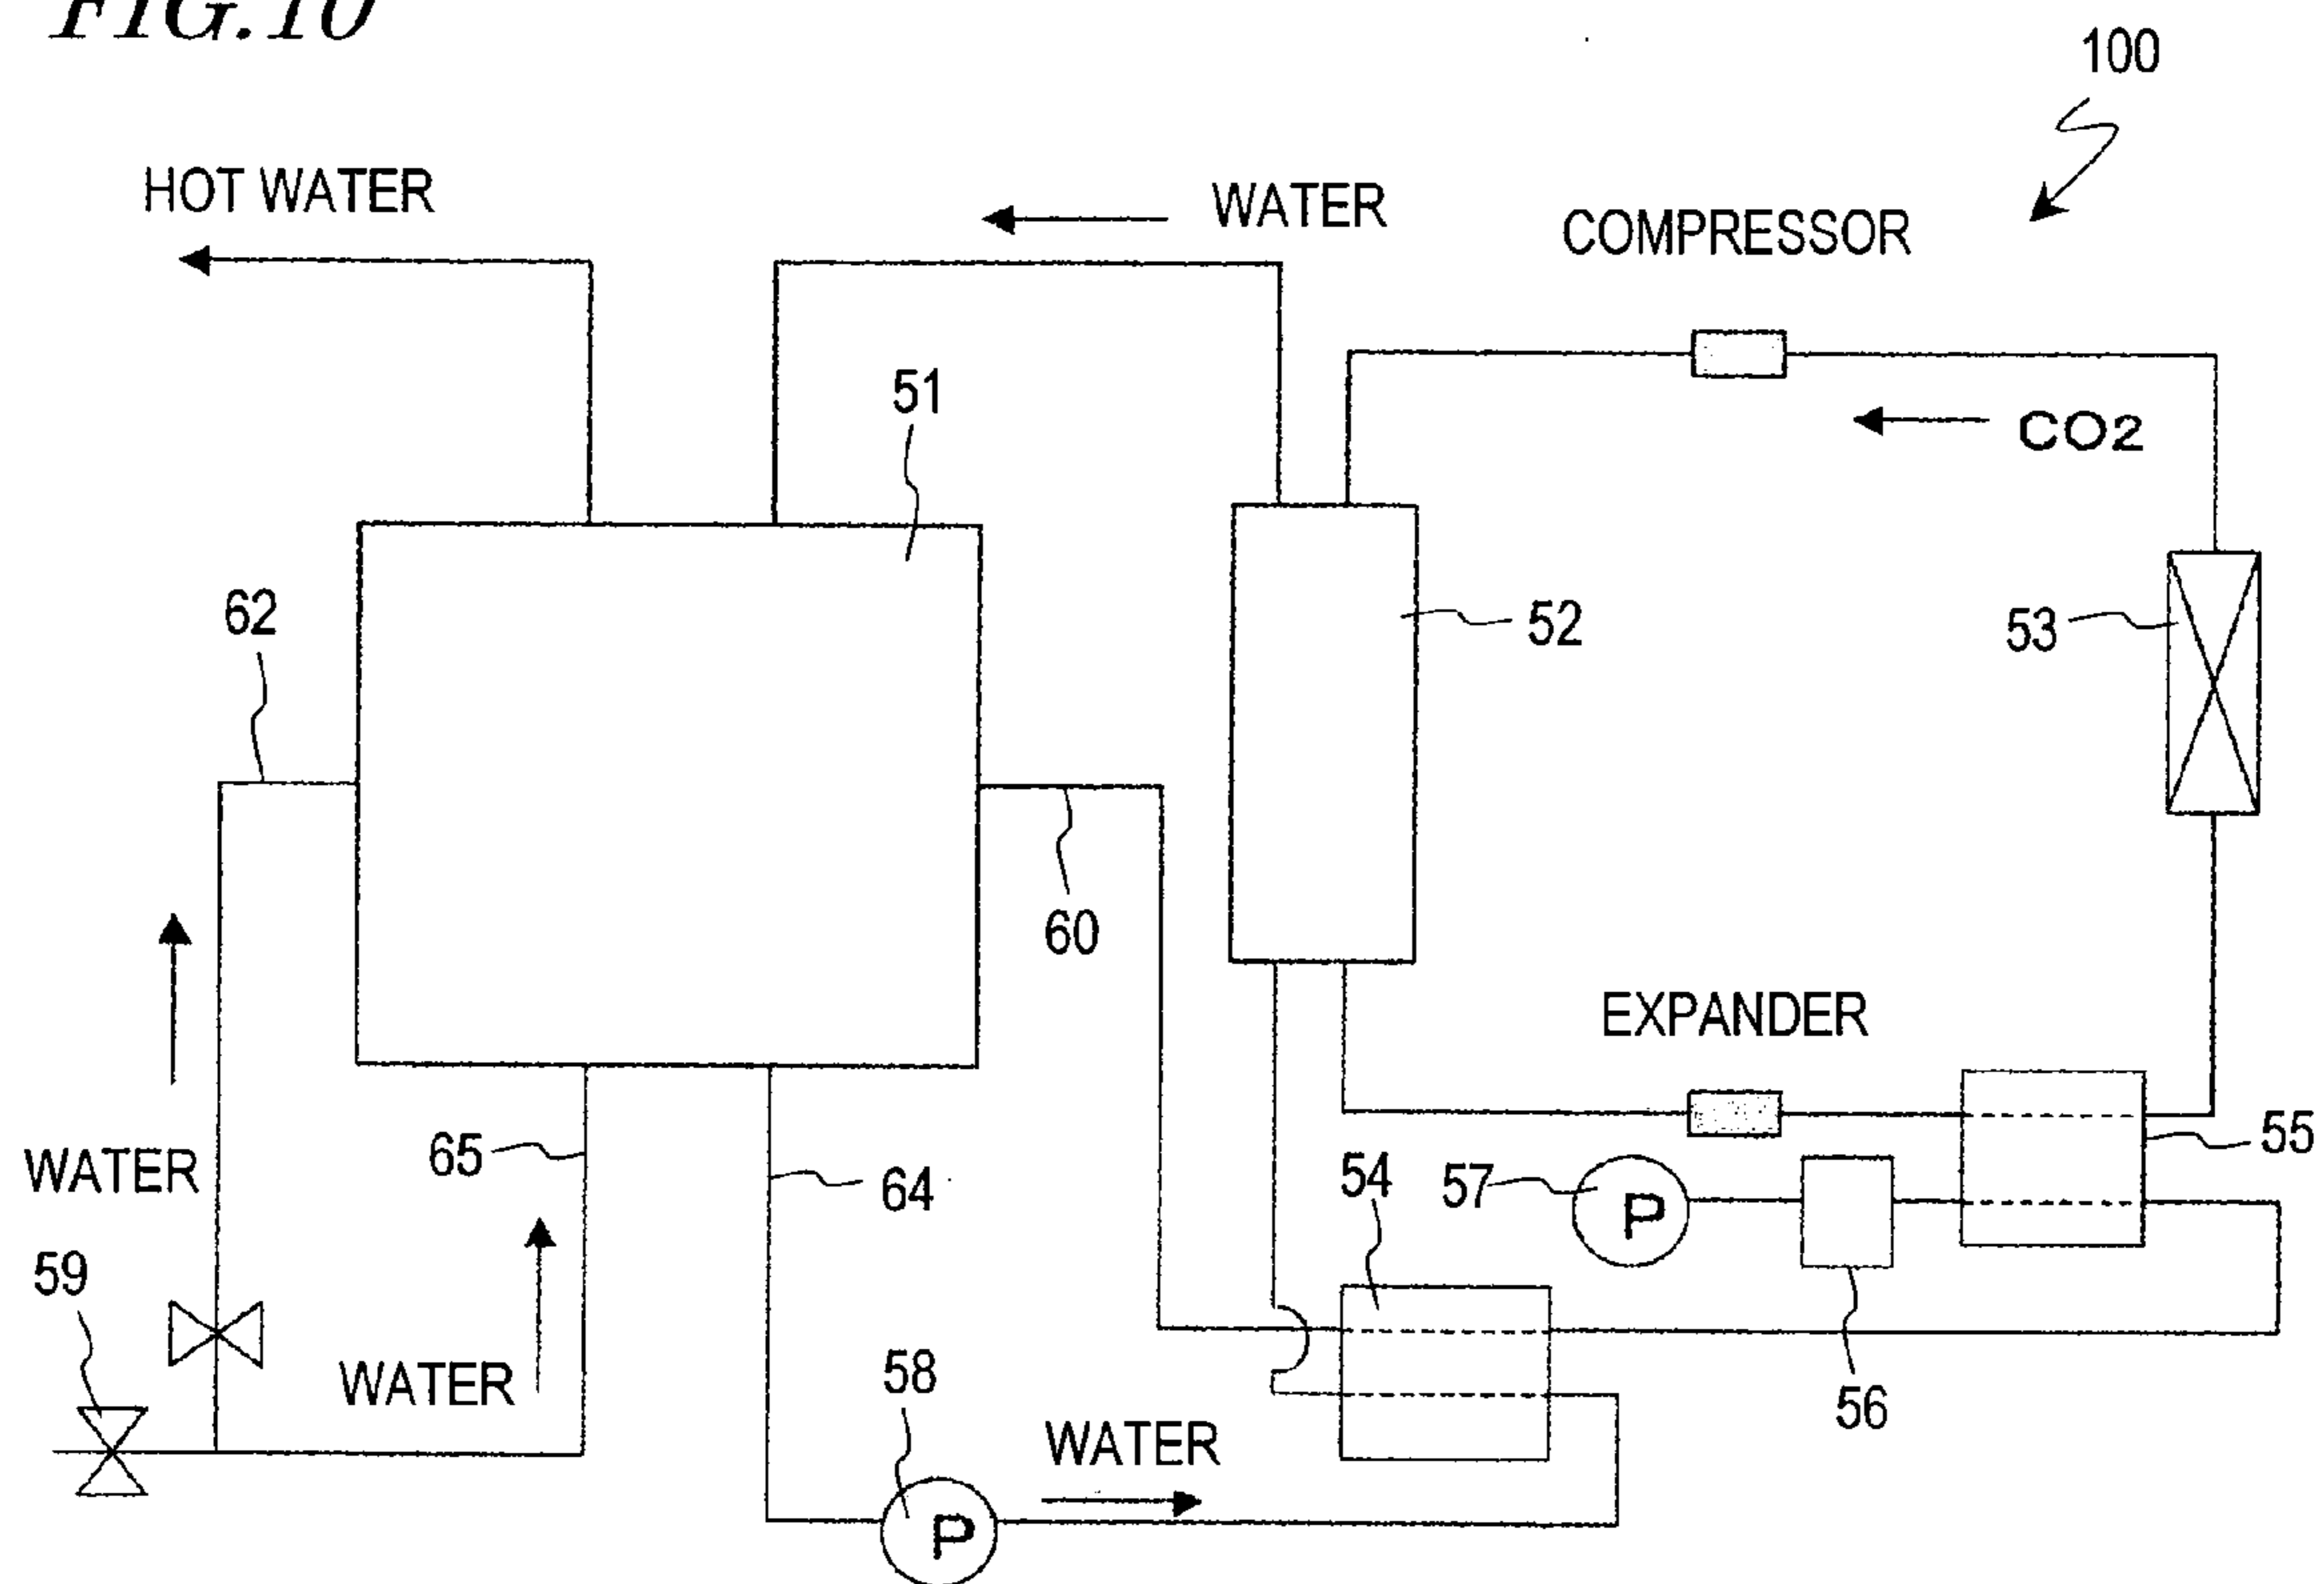 FIG.10
100
HOT WATER
WATER
COMPRESSOR
51
CO2
62
52
53
60
EXPANDER
65
WATER
64
54
57
P
55
59
WATER
58
P
WATER
56